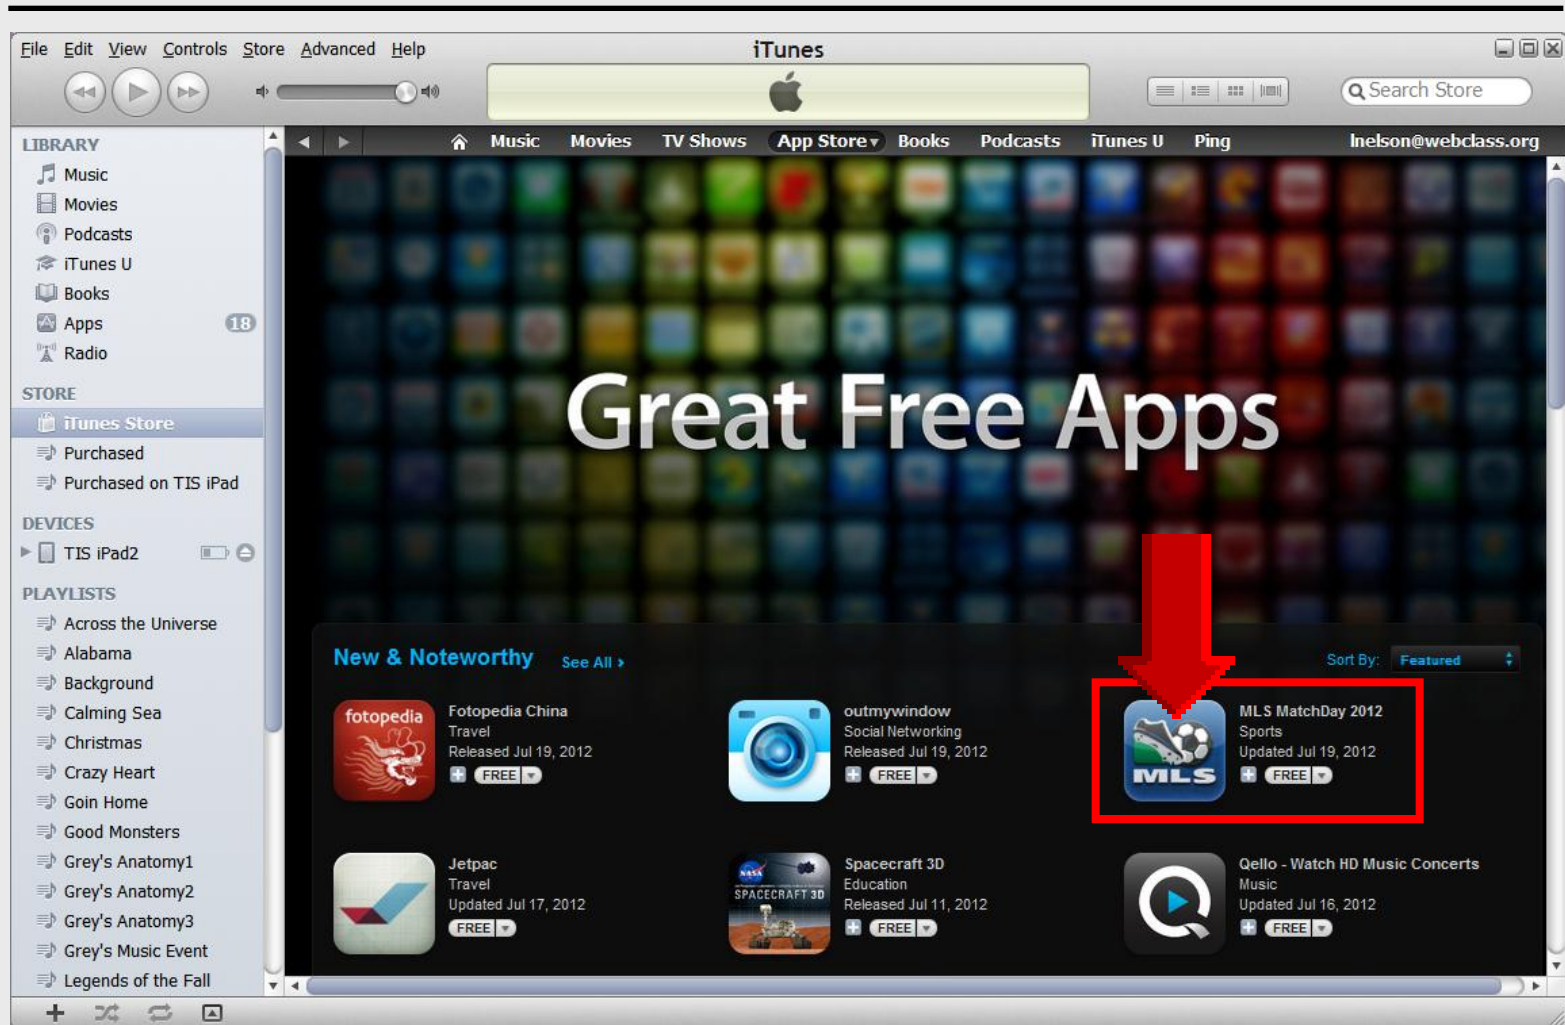 iTunes
File Edit View Controls Store Advanced Help
Search Store
Music Movies TV Shows App Store Books Podcasts iTunes U Ping lnelson@webclass.org
LIBRARY
Music
Movies
Podcasts
iTunes U
Books
Apps 18
Radio
STORE
iTunes Store
Purchased
Purchased on TIS iPad
DEVICES
TIS iPad2
PLAYLISTS
Across the Universe
Alabama
Background
Calming Sea
Christmas
Crazy Heart
Goin Home
Good Monsters
Grey's Anatomy1
Grey's Anatomy2
Grey's Anatomy3
Grey's Music Event
Legends of the Fall
Great Free Apps
New & Noteworthy See All ›
Sort By: Featured
fotopedia
Fotopedia China
Travel
Released Jul 19, 2012
FREE
outmywindow
Social Networking
Released Jul 19, 2012
FREE
MLS
MLS MatchDay 2012
Sports
Updated Jul 19, 2012
FREE
Jetpac
Travel
Updated Jul 17, 2012
FREE
NASA
SPACECRAFT 3D
Spacecraft 3D
Education
Released Jul 11, 2012
FREE
Qello - Watch HD Music Concerts
Music
Updated Jul 16, 2012
FREE